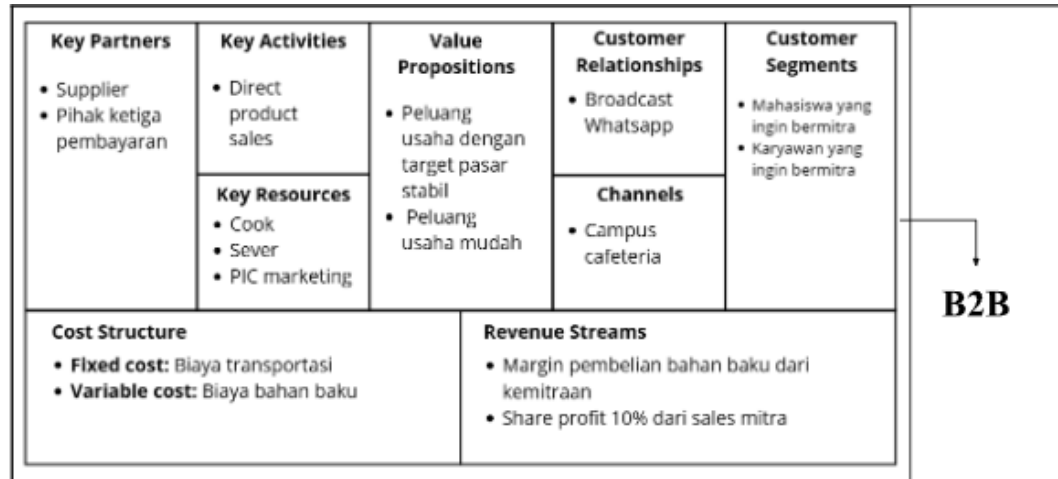 Key Partners
• Supplier
• Pihak ketiga
pembayaran
Key Activities
• Direct
product
sales
Key Resources
• Cook
• Sever
• PIC marketing
Value
Propositions
• Peluang
usaha dengan
target pasar
stabil
• Peluang
usaha mudah
Customer
Relationships
• Broadcast
Whatsapp
Channels
• Campus
cafeteria
Customer
Segments
• Mahasiswa yang
ingin bermitra
• Karyawan yang
ingin bermitra
Cost Structure
• Fixed cost: Biaya transportasi
• Variable cost: Biaya bahan baku
Revenue Streams
• Margin pembelian bahan baku dari
kemitraan
• Share profit 10% dari sales mitra
B2B